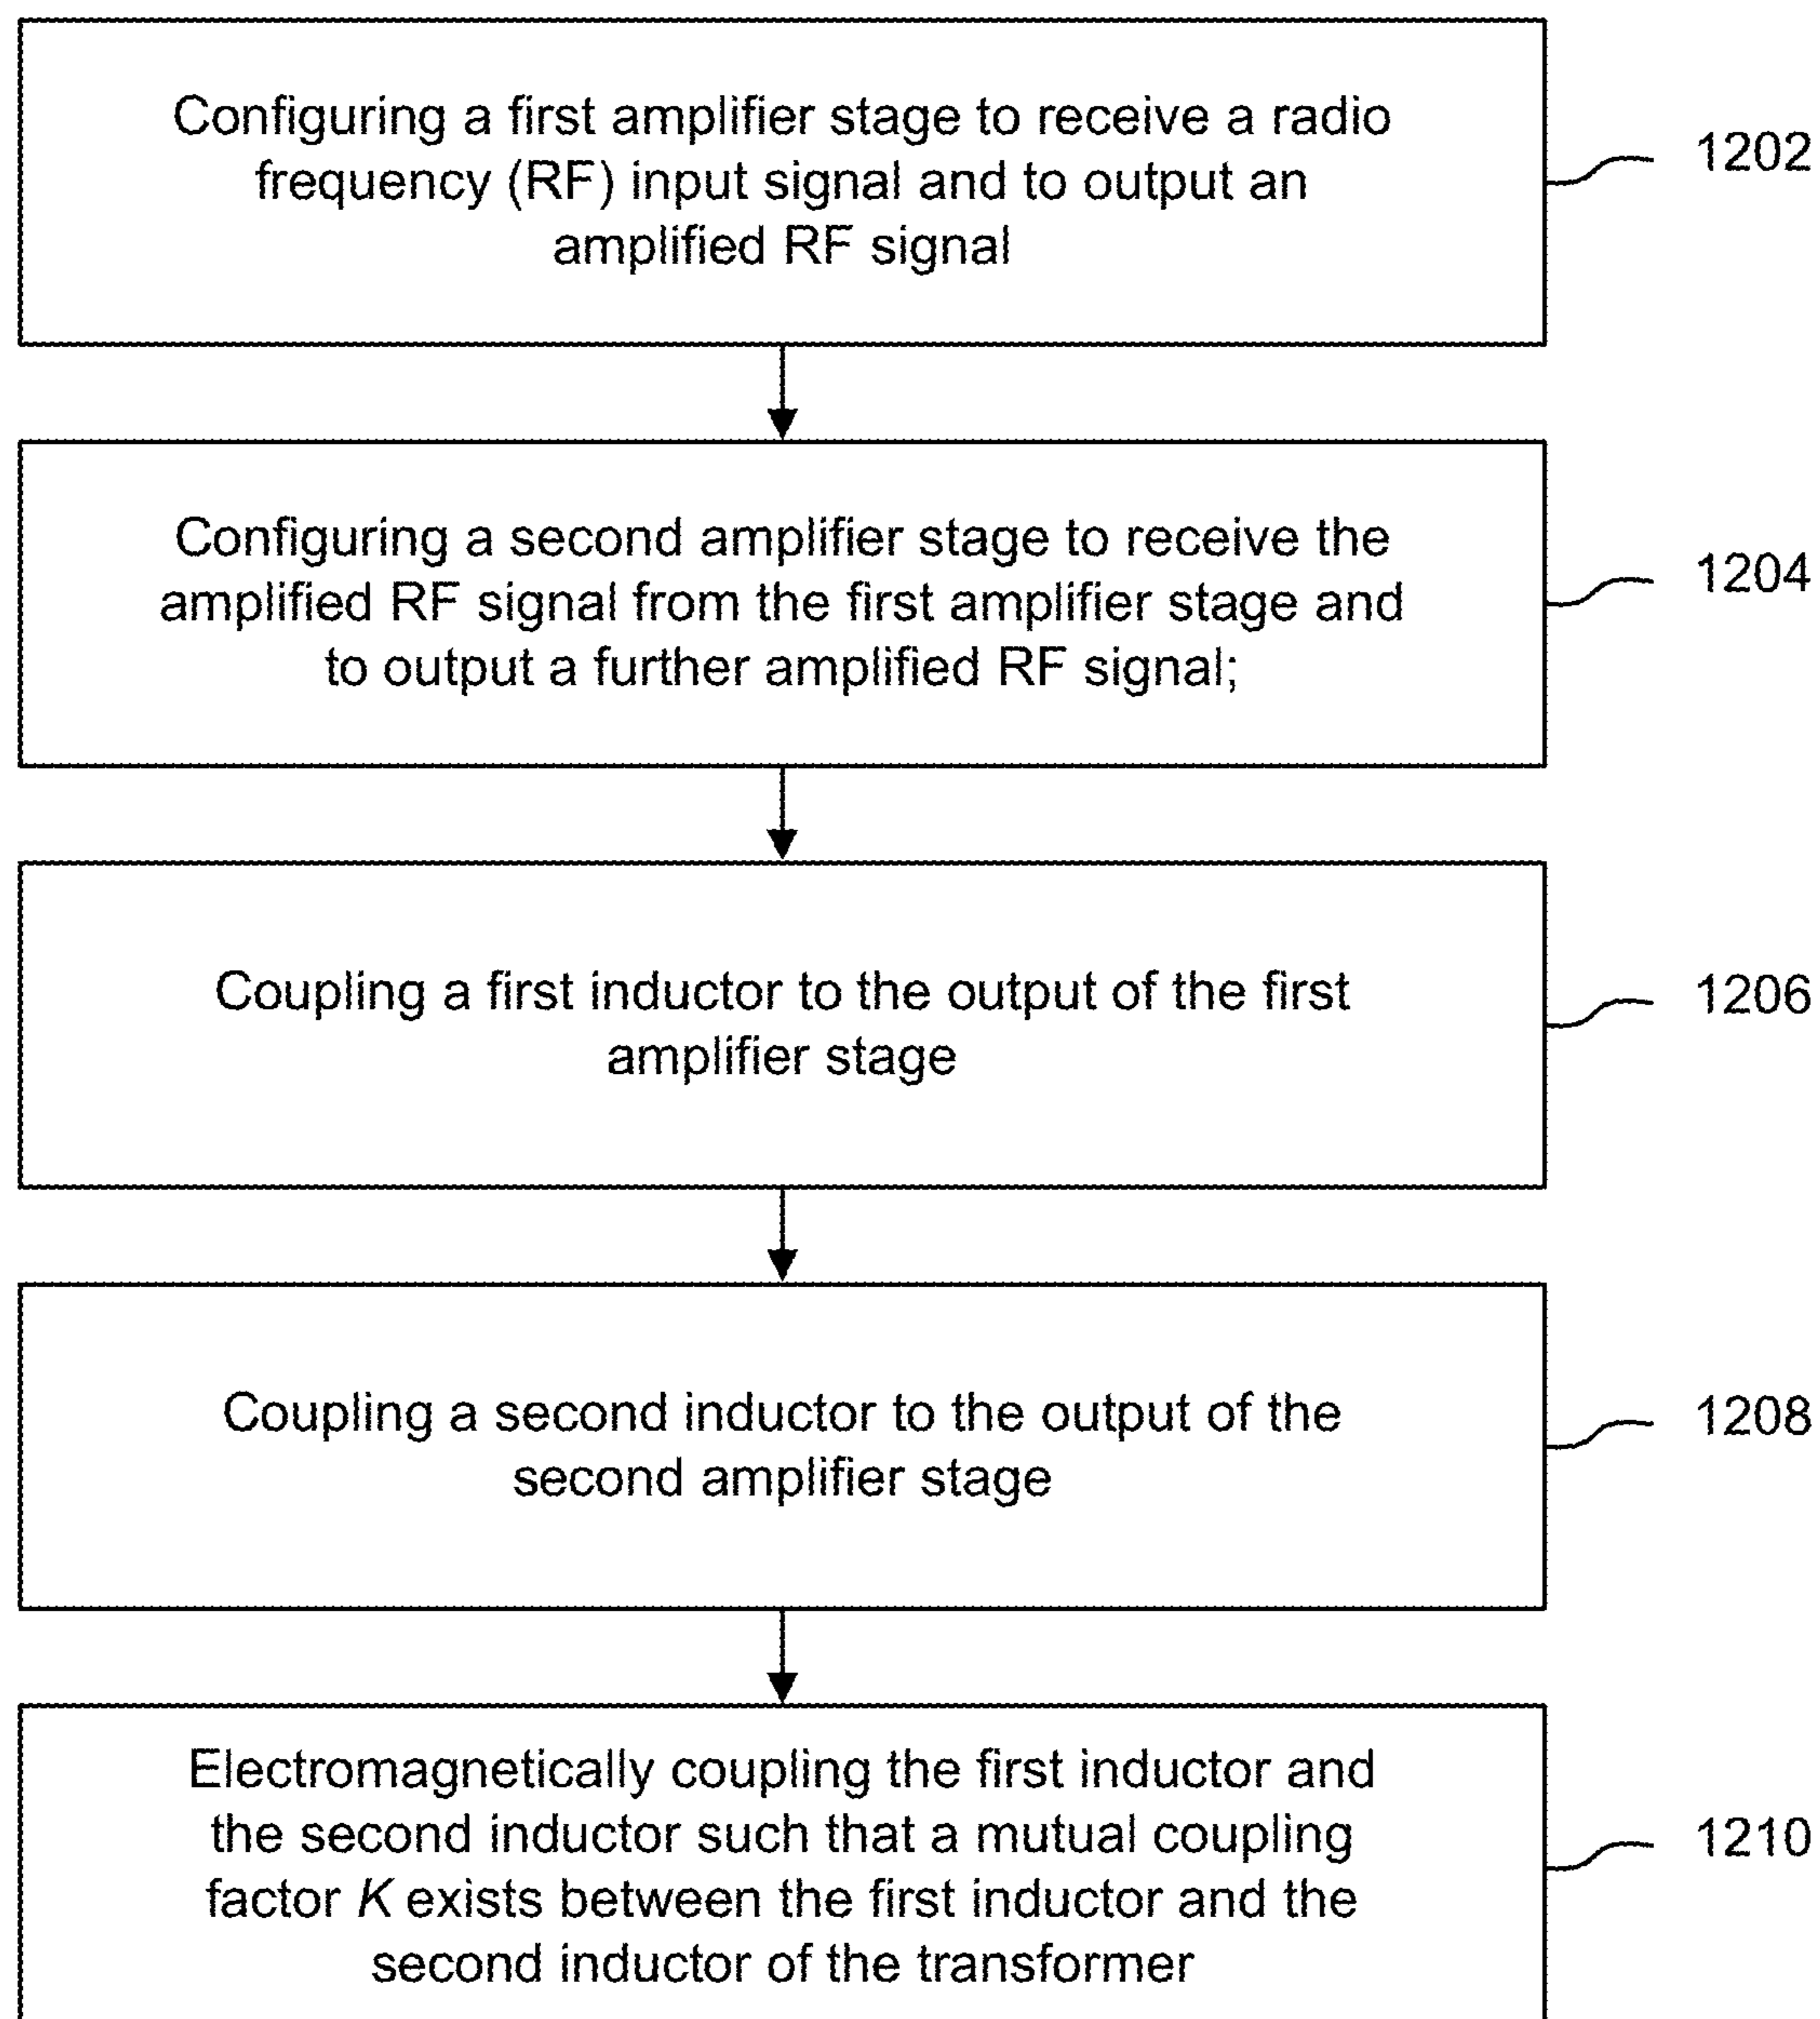 Configuring a first amplifier stage to receive a radio
frequency (RF) input signal and to output an
amplified RF signal
1202
Configuring a second amplifier stage to receive the
amplified RF signal from the first amplifier stage and
to output a further amplified RF signal;
1204
Coupling a first inductor to the output of the first
amplifier stage
1206
Coupling a second inductor to the output of the
second amplifier stage
1208
Electromagnetically coupling the first inductor and
the second inductor such that a mutual coupling
factor K exists between the first inductor and the
second inductor of the transformer
1210